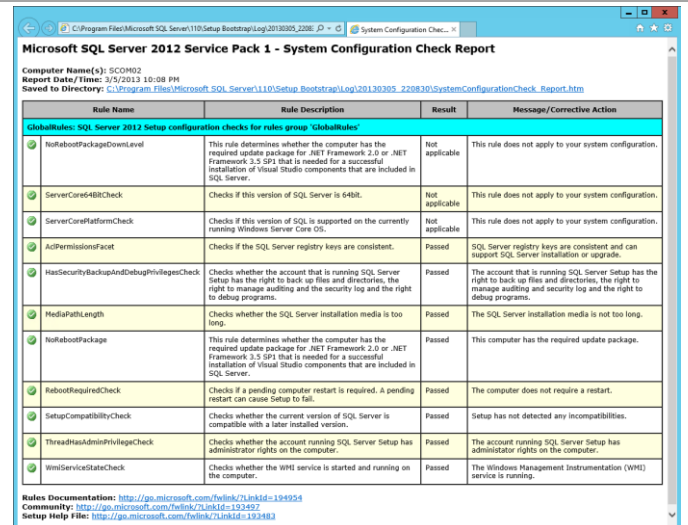 C:\Program Files\Microsoft SQL Server\110\Setup Bootstrap\Log\20130305_2208
System Configuration Chec...
Microsoft SQL Server 2012 Service Pack 1 - System Configuration Check Report
Computer Name(s): SCOM02
Report Date/Time: 3/5/2013 10:08 PM
Saved to Directory: C:\Program Files\Microsoft SQL Server\110\Setup Bootstrap\Log\20130305_220830\SystemConfigurationCheck_Report.htm
Rule Name Rule Description Result Message/Corrective Action
GlobalRules: SQL Server 2012 Setup configuration checks for rules group 'GlobalRules'
NoRebootPackageDownLevel This rule determines whether the computer has the Not This rule does not apply to your system configuration.
required update package for .NET Framework 2.0 or .NET applicable
Framework 3.5 SP1 that is needed for a successful
installation of Visual Studio components that are included in
SQL Server.
ServerCore64BitCheck Checks if this version of SQL Server is 64bit. Not This rule does not apply to your system configuration.
applicable
ServerCorePlatformCheck Checks if this version of SQL is supported on the currently Not This rule does not apply to your system configuration.
running Windows Server Core OS. applicable
AclPermissionsFacet Checks if the SQL Server registry keys are consistent. Passed SQL Server registry keys are consistent and can
support SQL Server installation or upgrade.
HasSecurityBackupAndDebugPrivilegesCheck Checks whether the account that is running SQL Server Passed The account that is running SQL Server Setup has the
Setup has the right to back up files and directories, the right to back up files and directories, the right to
right to manage auditing and the security log and the right manage auditing and the security log and the right
to debug programs. to debug programs.
MediaPathLength Checks whether the SQL Server installation media is too Passed The SQL Server installation media is not too long.
long.
NoRebootPackage This rule determines whether the computer has the Passed This computer has the required update package.
required update package for .NET Framework 2.0 or .NET
Framework 3.5 SP1 that is needed for a successful
installation of Visual Studio components that are included in
SQL Server.
RebootRequiredCheck Checks if a pending computer restart is required. A pending Passed The computer does not require a restart.
restart can cause Setup to fail.
SetupCompatibilityCheck Checks whether the current version of SQL Server is Passed Setup has not detected any incompatibilities.
compatible with a later installed version.
ThreadHasAdminPrivilegeCheck Checks whether the account running SQL Server Setup has Passed The account running SQL Server Setup has
administrator rights on the computer. administrator rights on the computer.
WmiServiceStateCheck Checks whether the WMI service is started and running on Passed The Windows Management Instrumentation (WMI)
the computer. service is running.
Rules Documentation: http://go.microsoft.com/fwlink/?LinkId=194954
Community: http://go.microsoft.com/fwlink/?LinkId=193497
Setup Help File: http://go.microsoft.com/fwlink/?LinkId=193483